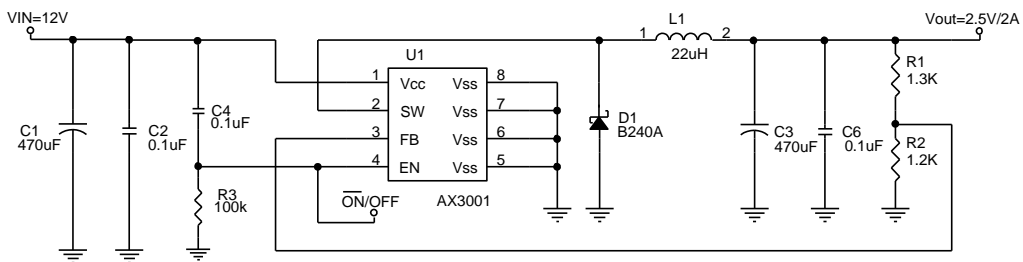 VIN=12V
Vout=2.5V/2A
L1
1 2
22uH
U1
1 Vcc Vss 8
2 SW Vss 7
3 FB Vss 6
4 EN Vss 5
AX3001
C1
470uF
C2
0.1uF
C4
0.1uF
R3
100k
ON/OFF
D1
B240A
C3
470uF
C6
0.1uF
R1
1.3K
R2
1.2K